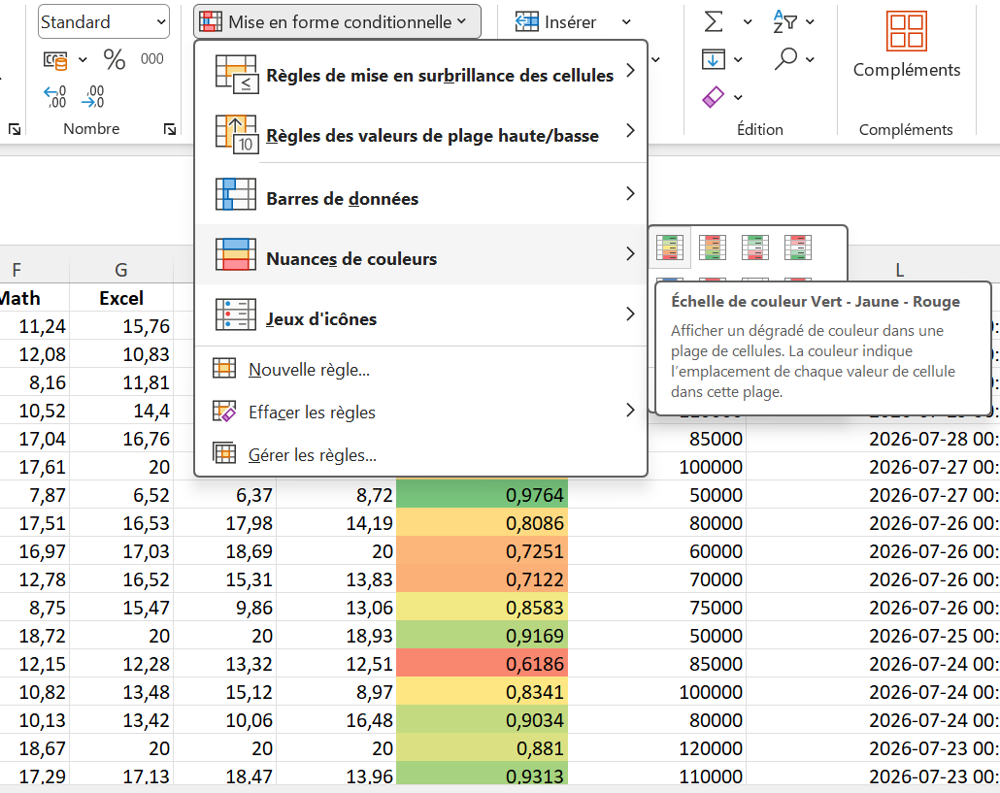 Standard
Mise en forme conditionnelle
Insérer
%
000
,00
,00
,0
Nombre
Édition
Compléments
Compléments
Règles de mise en surbrillance des cellules
Règles des valeurs de plage haute/basse
10
Barres de données
Nuances de couleurs
Jeux d'icônes
Nouvelle règle...
Effacer les règles
Gérer les règles...
Échelle de couleur Vert - Jaune - Rouge
Afficher un dégradé de couleur dans une
plage de cellules. La couleur indique
l'emplacement de chaque valeur de cellule
dans cette plage.
F G L
Math Excel
11,24 15,76
12,08 10,83
8,16 11,81
10,52 14,4
17,04 16,76 85000 2026-07-28 00:
17,61 20 100000 2026-07-27 00:
7,87 6,52 6,37 8,72 0,9764 50000 2026-07-27 00:
17,51 16,53 17,98 14,19 0,8086 80000 2026-07-26 00:
16,97 17,03 18,69 20 0,7251 60000 2026-07-26 00:
12,78 16,52 15,31 13,83 0,7122 70000 2026-07-26 00:
8,75 15,47 9,86 13,06 0,8583 75000 2026-07-26 00:
18,72 20 20 18,93 0,9169 50000 2026-07-25 00:
12,15 12,28 13,32 12,51 0,6186 85000 2026-07-24 00:
10,82 13,48 15,12 8,97 0,8341 100000 2026-07-24 00:
10,13 13,42 10,06 16,48 0,9034 80000 2026-07-24 00:
18,67 20 20 20 0,881 120000 2026-07-23 00:
17,29 17,13 18,47 13,96 0,9313 110000 2026-07-23 00: